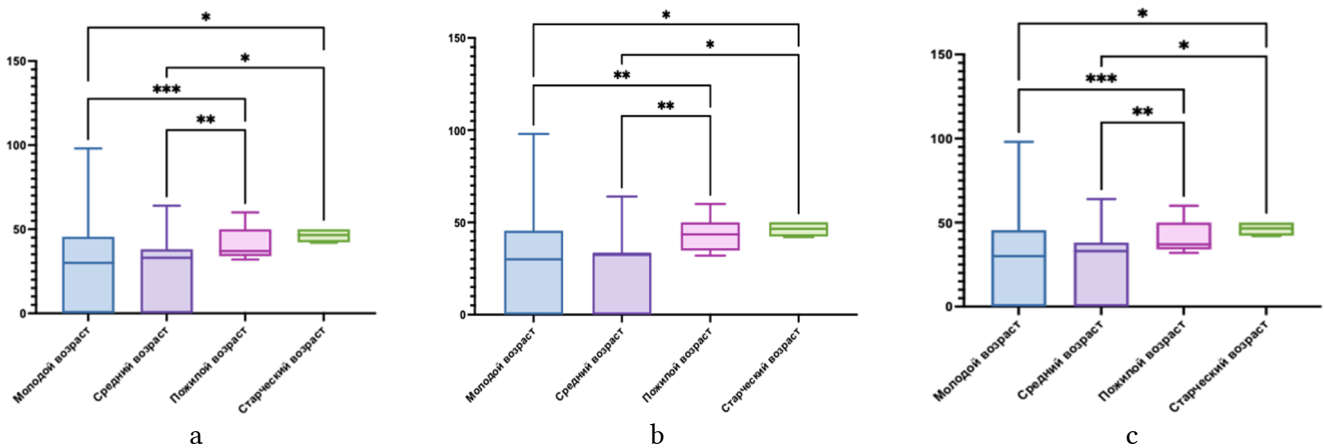 *
*
***
**
150
100
50
0
Молодой возраст
Средний возраст
Пожилой возраст
Старческий возраст
a
*
*
**
**
150
100
50
0
Молодой возраст
Средний возраст
Пожилой возраст
Старческий возраст
b
*
*
***
**
150
100
50
0
Молодой возраст
Средний возраст
Пожилой возраст
Старческий возраст
c